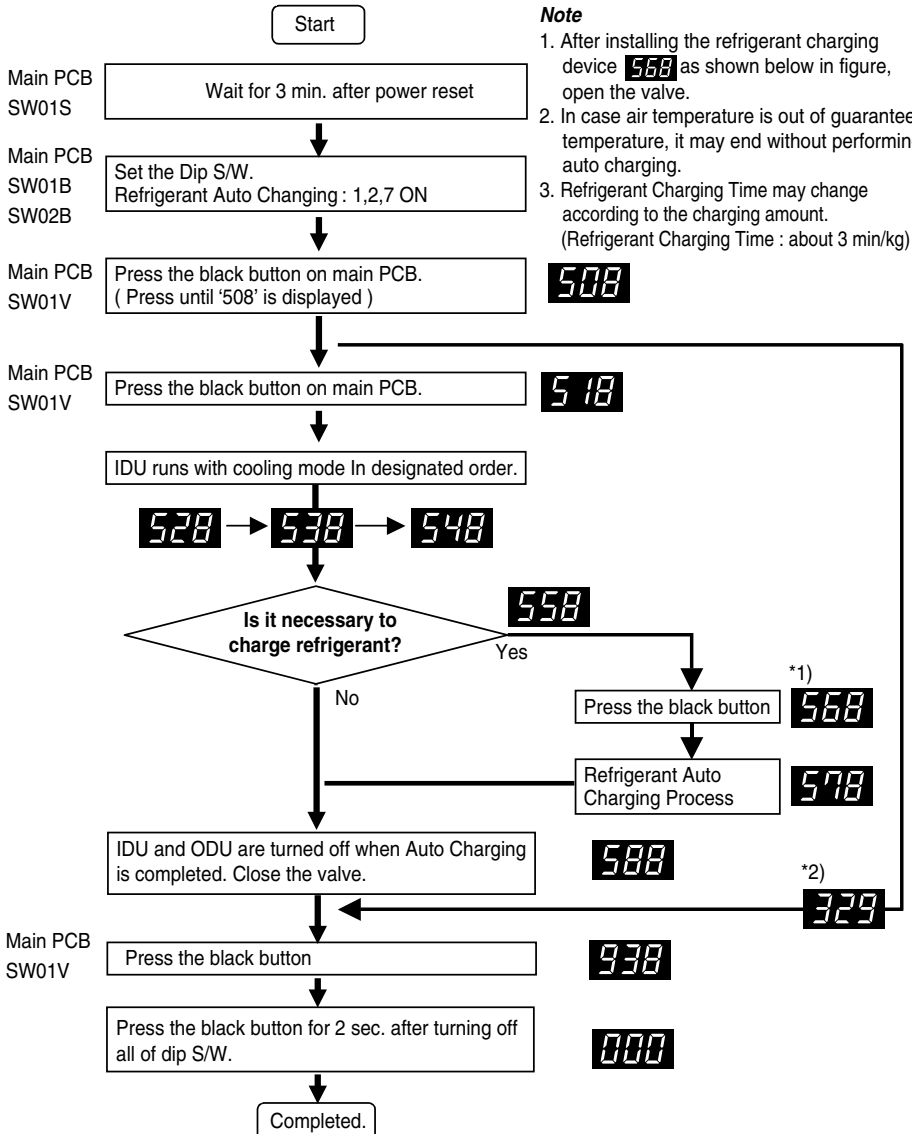 Start
Note
1. After installing the refrigerant charging
device 568 as shown below in figure,
open the valve.
2. In case air temperature is out of guarantee
temperature, it may end without performin
auto charging.
3. Refrigerant Charging Time may change
according to the charging amount.
(Refrigerant Charging Time : about 3 min/kg)
Main PCB
SW01S
Wait for 3 min. after power reset
Main PCB
SW01B
SW02B
Set the Dip S/W.
Refrigerant Auto Changing : 1,2,7 ON
Main PCB
SW01V
Press the black button on main PCB.
( Press until ‘508’ is displayed )
508
Main PCB
SW01V
Press the black button on main PCB.
518
IDU runs with cooling mode In designated order.
528 538 548
Is it necessary to
charge refrigerant?
558
Yes
No
*1)
Press the black button
568
Refrigerant Auto
Charging Process
578
IDU and ODU are turned off when Auto Charging
is completed. Close the valve.
588
*2)
329
Main PCB
SW01V
Press the black button
938
Press the black button for 2 sec. after turning off
all of dip S/W.
000
Completed.